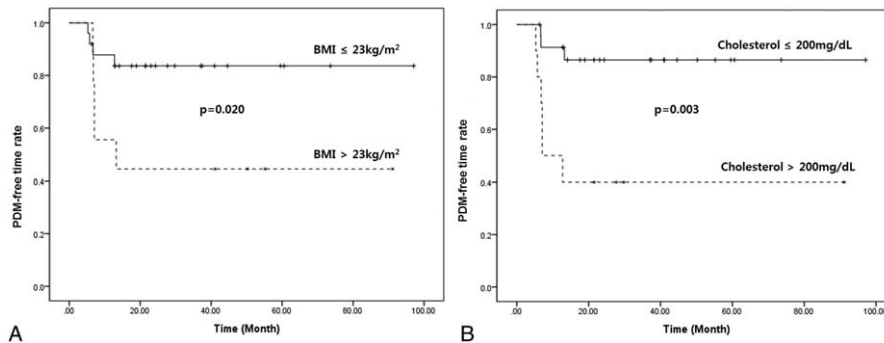 1.0
0.8
0.6
0.4
0.2
0.0
PDM-free time rate
BMI ≤ 23kg/m²
p=0.020
BMI > 23kg/m²
.00 20.00 40.00 60.00 80.00 100.00
Time (Month)
A
1.0
0.8
0.6
0.4
0.2
0.0
PDM-free time rate
Cholesterol ≤ 200mg/dL
p=0.003
Cholesterol > 200mg/dL
.00 20.00 40.00 60.00 80.00 100.00
Time (Month)
B